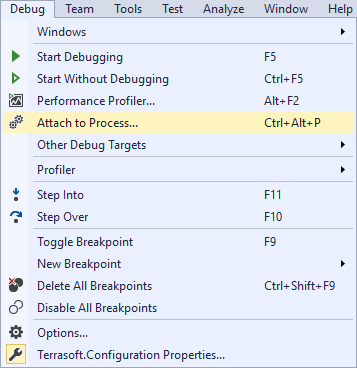 Debug Team Tools Test Analyze Window Help
Windows
Start Debugging F5
Start Without Debugging Ctrl+F5
Performance Profiler... Alt+F2
Attach to Process... Ctrl+Alt+P
Other Debug Targets
Profiler
Step Into F11
Step Over F10
Toggle Breakpoint F9
New Breakpoint
Delete All Breakpoints Ctrl+Shift+F9
Disable All Breakpoints
Options...
Terrasoft.Configuration Properties...